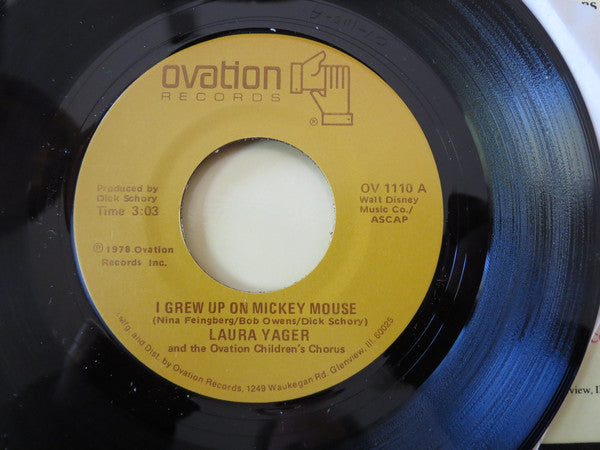 OV-1110-A
ovation
RECORDS
®
Produced by
Dick Schory
Time 3:03
OV 1110 A
Walt Disney
Music Co./
ASCAP
℗ 1978 Ovation
Records Inc.
I GREW UP ON MICKEY MOUSE
(Nina Feingberg/Bob Owens/Dick Schory)
LAURA YAGER
and the Ovation Children's Chorus
Mfg. and Dist. by Ovation Records, 1249 Waukegan Rd. Glenview, Ill. 60025